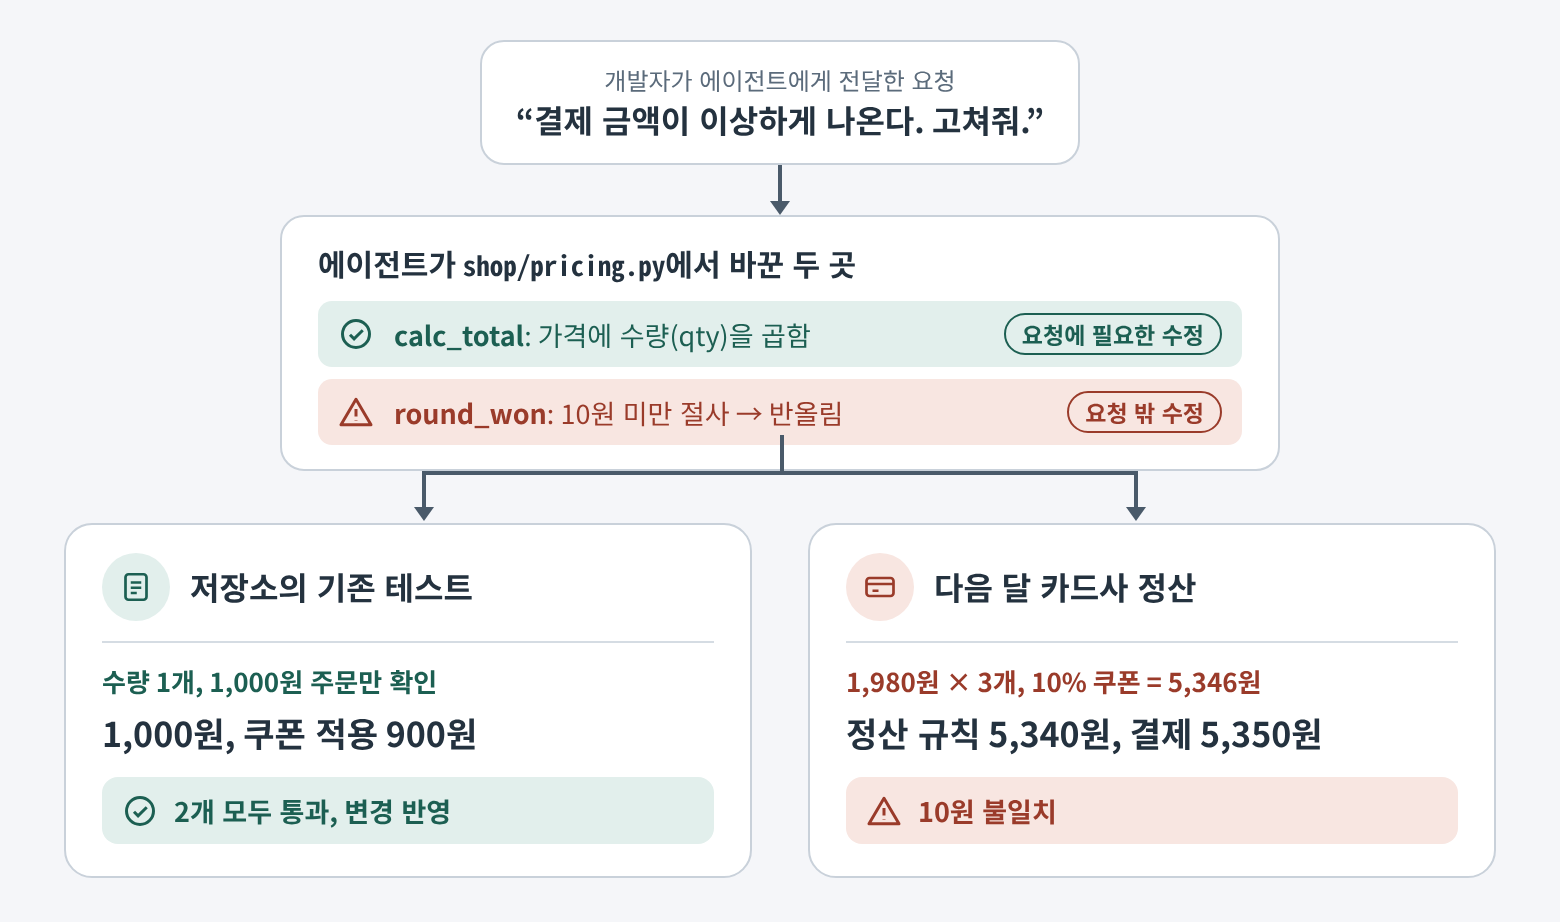 개발자가 에이전트에게 전달한 요청
“결제 금액이 이상하게 나온다. 고쳐줘.”
에이전트가 shop/pricing.py에서 바꾼 두 곳
calc_total: 가격에 수량(qty)을 곱함
요청에 필요한 수정
round_won: 10원 미만 절사 → 반올림
요청 밖 수정
저장소의 기존 테스트
수량 1개, 1,000원 주문만 확인
1,000원, 쿠폰 적용 900원
2개 모두 통과, 변경 반영
다음 달 카드사 정산
1,980원 × 3개, 10% 쿠폰 = 5,346원
정산 규칙 5,340원, 결제 5,350원
10원 불일치